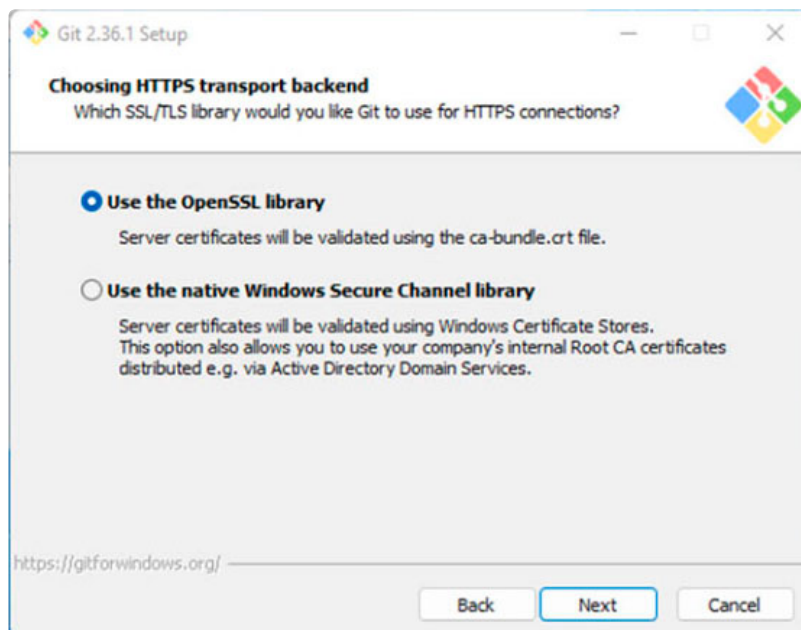 Git 2.36.1 Setup
Choosing HTTPS transport backend
Which SSL/TLS library would you like Git to use for HTTPS connections?
Use the OpenSSL library
Server certificates will be validated using the ca-bundle.crt file.
Use the native Windows Secure Channel library
Server certificates will be validated using Windows Certificate Stores.
This option also allows you to use your company's internal Root CA certificates
distributed e.g. via Active Directory Domain Services.
https://gitforwindows.org/
Back Next Cancel